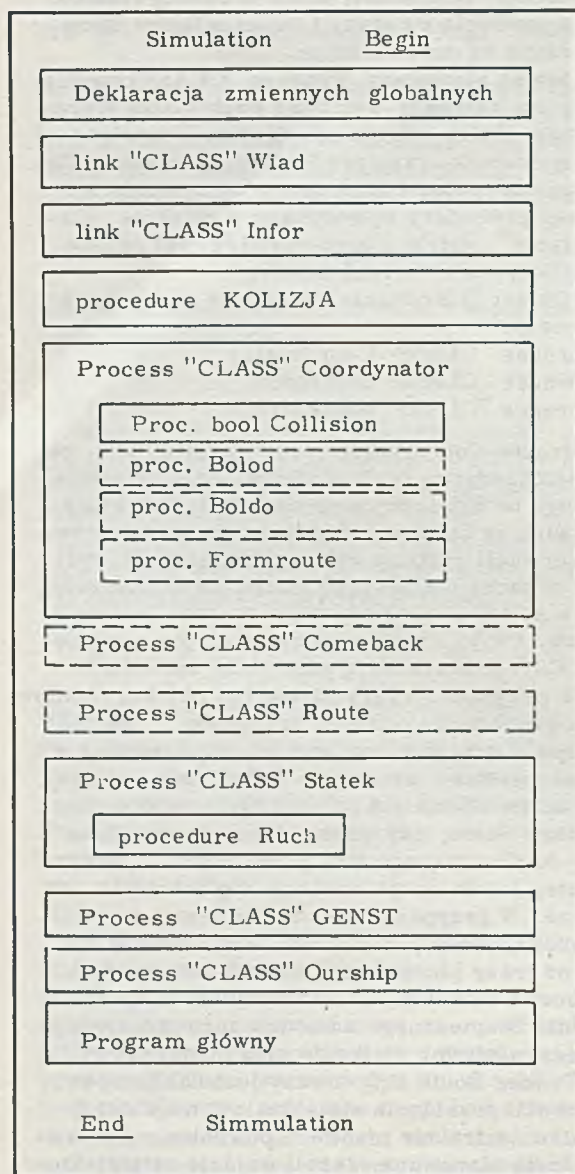 Simulation Begin
Deklaracja zmiennych globalnych
link "CLASS" Wiad
link "CLASS" Infor
procedure KOLIZJA
Process "CLASS" Coordynator
Proc. bool Collision
proc. Bolod
proc. Boldo
proc. Formroute
Process "CLASS" Comeback
Process "CLASS" Route
Process "CLASS" Statek
procedure Ruch
Process "CLASS" GENST
Process "CLASS" Ourship
Program główny
End Simmulation